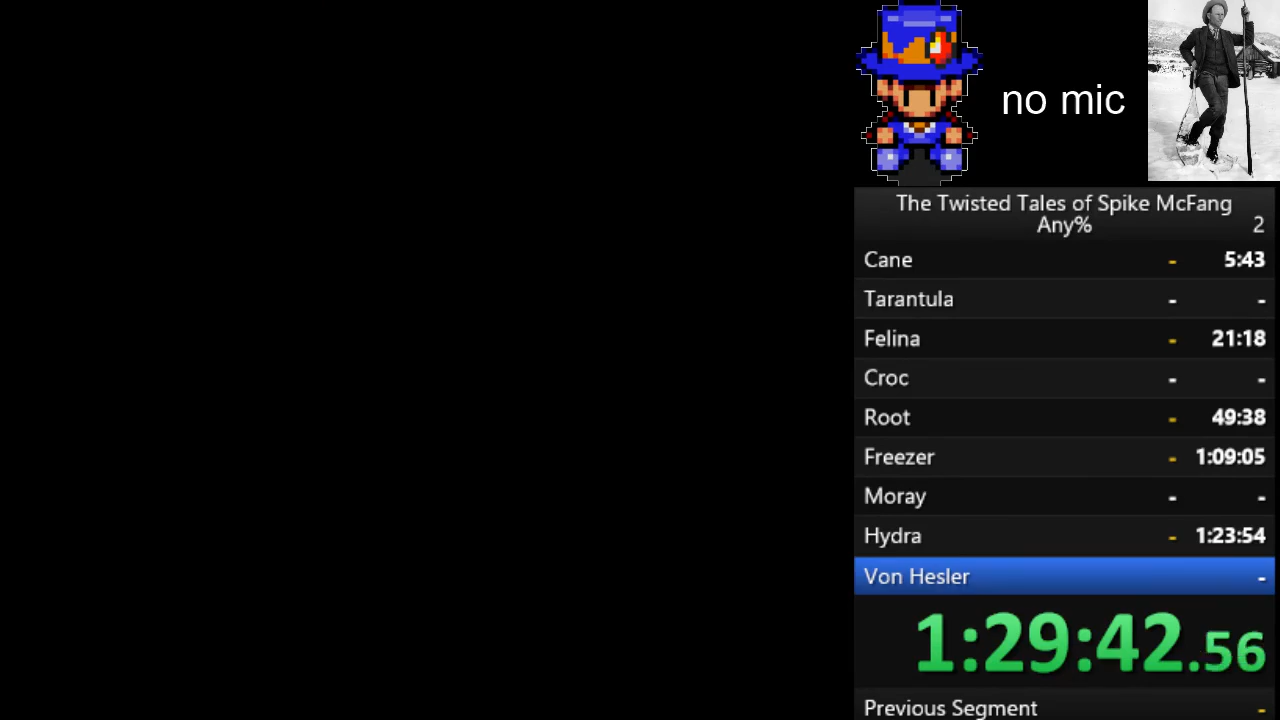 no mic
The Twisted Tales of Spike McFang
Any% 2
Cane - 5:43
Tarantula - -
Felina - 21:18
Croc - -
Root - 49:38
Freezer - 1:09:05
Moray - -
Hydra - 1:23:54
Von Hesler -
1:29:42.56
Previous Segment -